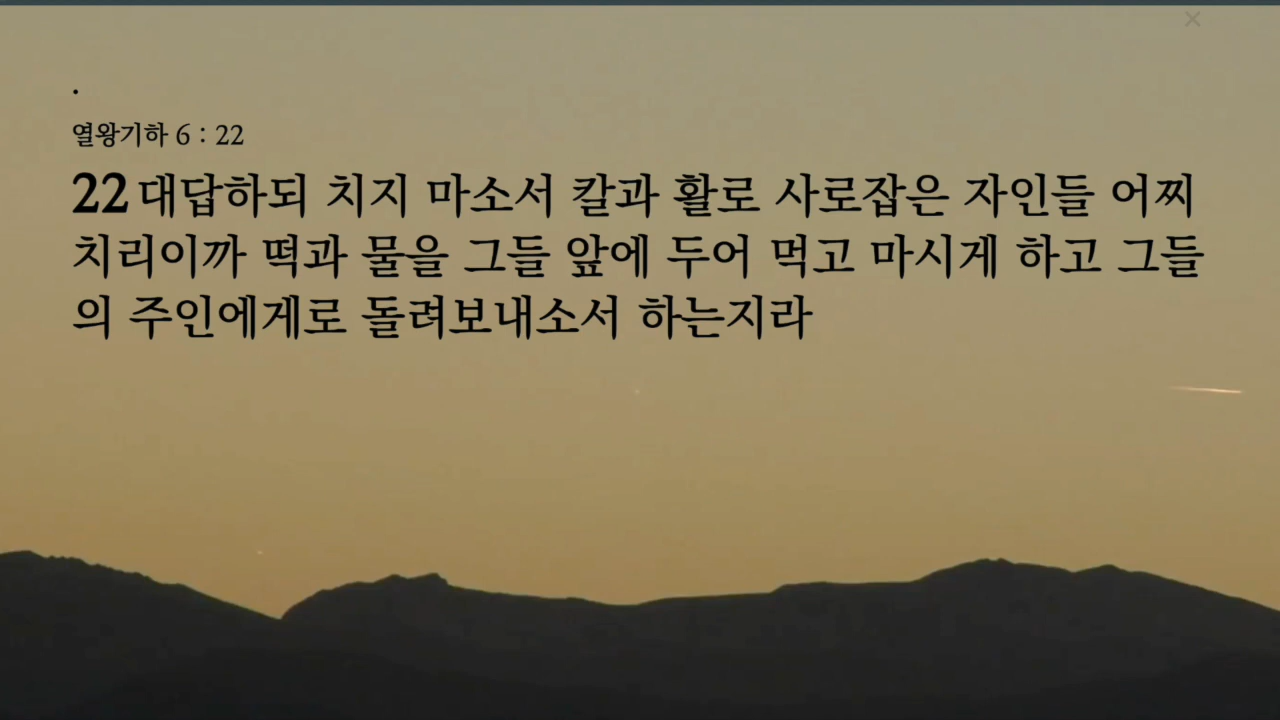 .
열왕기하 6 : 22
22 대답하되 치지 마소서 칼과 활로 사로잡은 자인들 어찌
치리이까 떡과 물을 그들 앞에 두어 먹고 마시게 하고 그들
의 주인에게로 돌려보내소서 하는지라